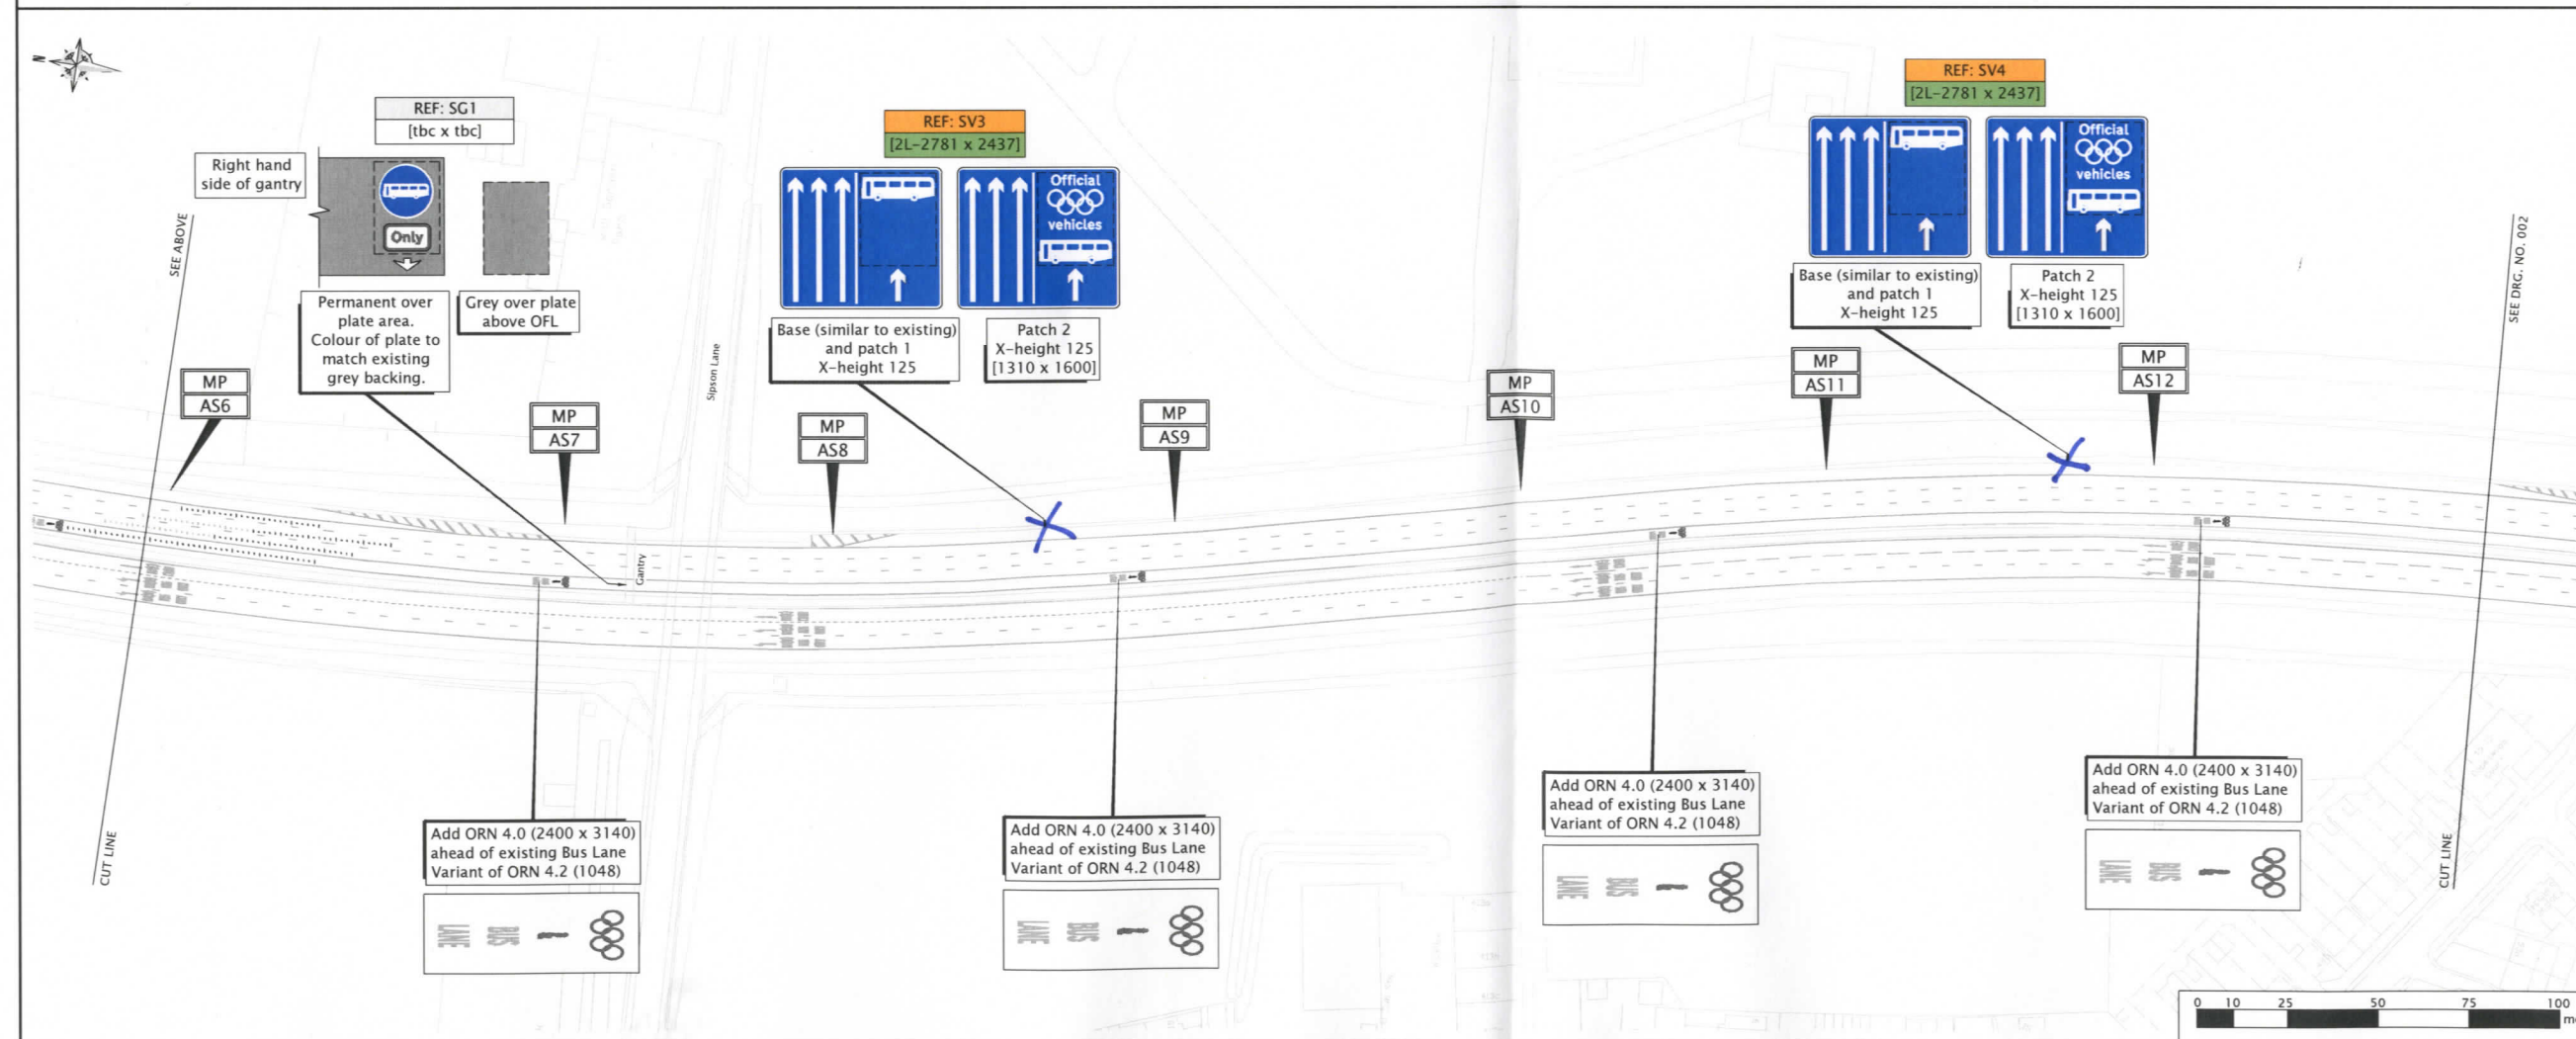 N
REF: SG1
[tbc x tbc]
Right hand
side of gantry
Only
Permanent over
plate area.
Colour of plate to
match existing
grey backing.
Grey over plate
above OFL
SEE ABOVE
CUT LINE
Sipson Lane
Gantry
REF: SV3
[2L-2781 x 2437]
Official
vehicles
Base (similar to existing)
and patch 1
X-height 125
Patch 2
X-height 125
[1310 x 1600]
REF: SV4
[2L-2781 x 2437]
Official
vehicles
Base (similar to existing)
and patch 1
X-height 125
Patch 2
X-height 125
[1310 x 1600]
SEE DRG. NO. 002
CUT LINE
MP
AS6
MP
AS7
MP
AS8
MP
AS9
MP
AS10
MP
AS11
MP
AS12
Add ORN 4.0 (2400 x 3140)
ahead of existing Bus Lane
Variant of ORN 4.2 (1048)
LANE
BUS
Add ORN 4.0 (2400 x 3140)
ahead of existing Bus Lane
Variant of ORN 4.2 (1048)
LANE
BUS
Add ORN 4.0 (2400 x 3140)
ahead of existing Bus Lane
Variant of ORN 4.2 (1048)
LANE
BUS
Add ORN 4.0 (2400 x 3140)
ahead of existing Bus Lane
Variant of ORN 4.2 (1048)
LANE
BUS
0 10 25 50 75 100